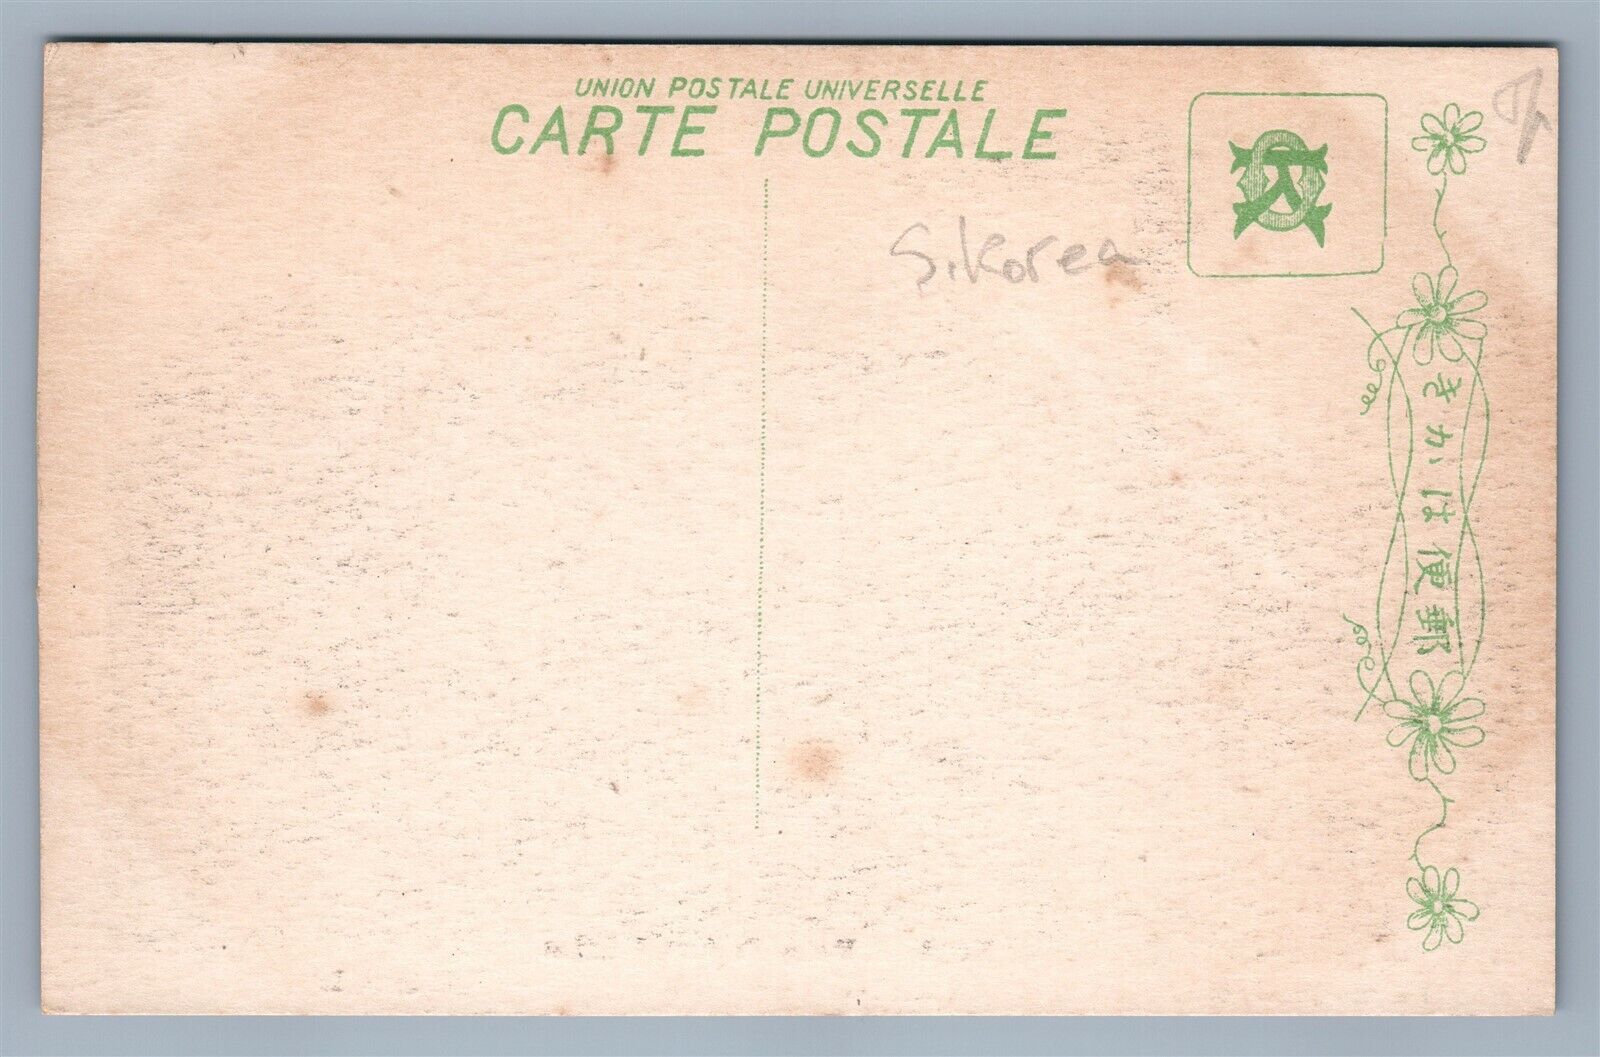 UNION POSTALE UNIVERSELLE
CARTE POSTALE
S. Korea
きかは便郵